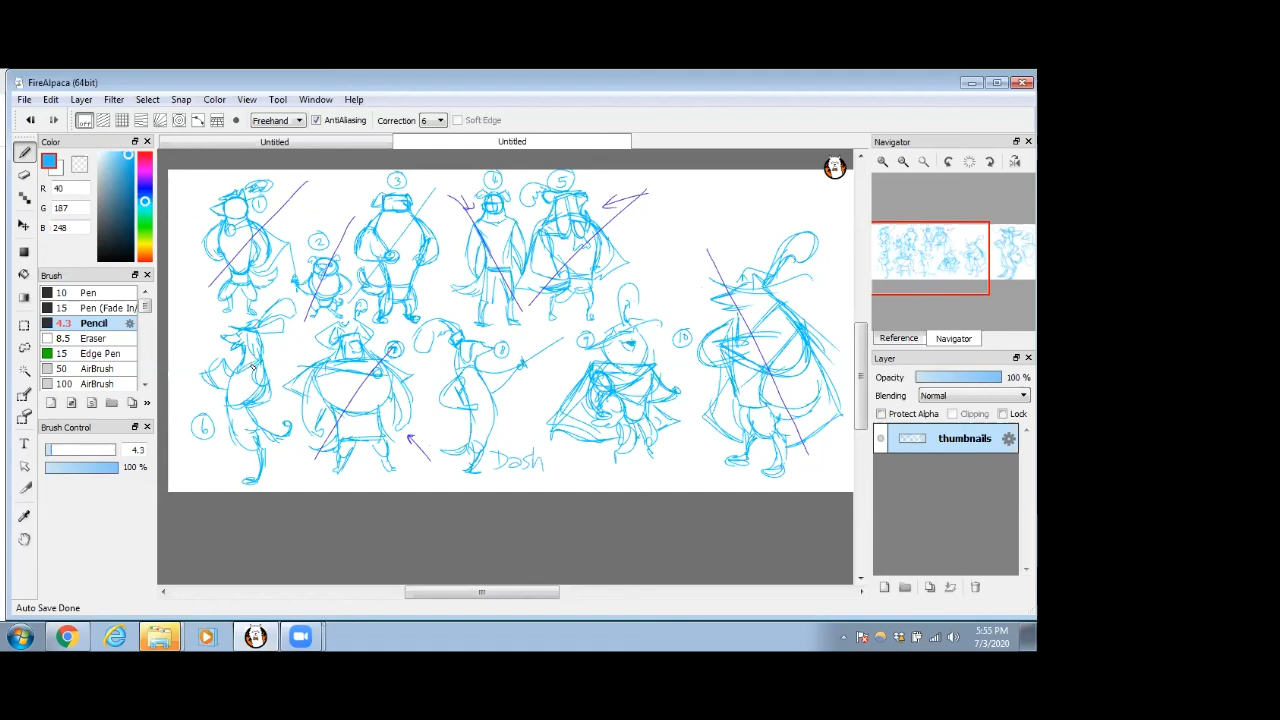 FireAlpaca (64bit)
File Edit Layer Filter Select Snap Color View Tool Window Help
OFF Freehand AntiAliasing Correction 6 Soft Edge
Color Untitled Untitled Navigator
R 40
G 187
B 248
Brush
10 Pen
15 Pen (Fade In/
4.3 Pencil
8.5 Eraser
15 Edge Pen
50 AirBrush
100 AirBrush
Brush Control
4.3
100 %
1 2 3 4 5
6 8 9 10
Dash
Reference Navigator
Layer
Opacity 100 %
Blending Normal
Protect Alpha Clipping Lock
thumbnails
Auto Save Done
5:55 PM
7/3/2020